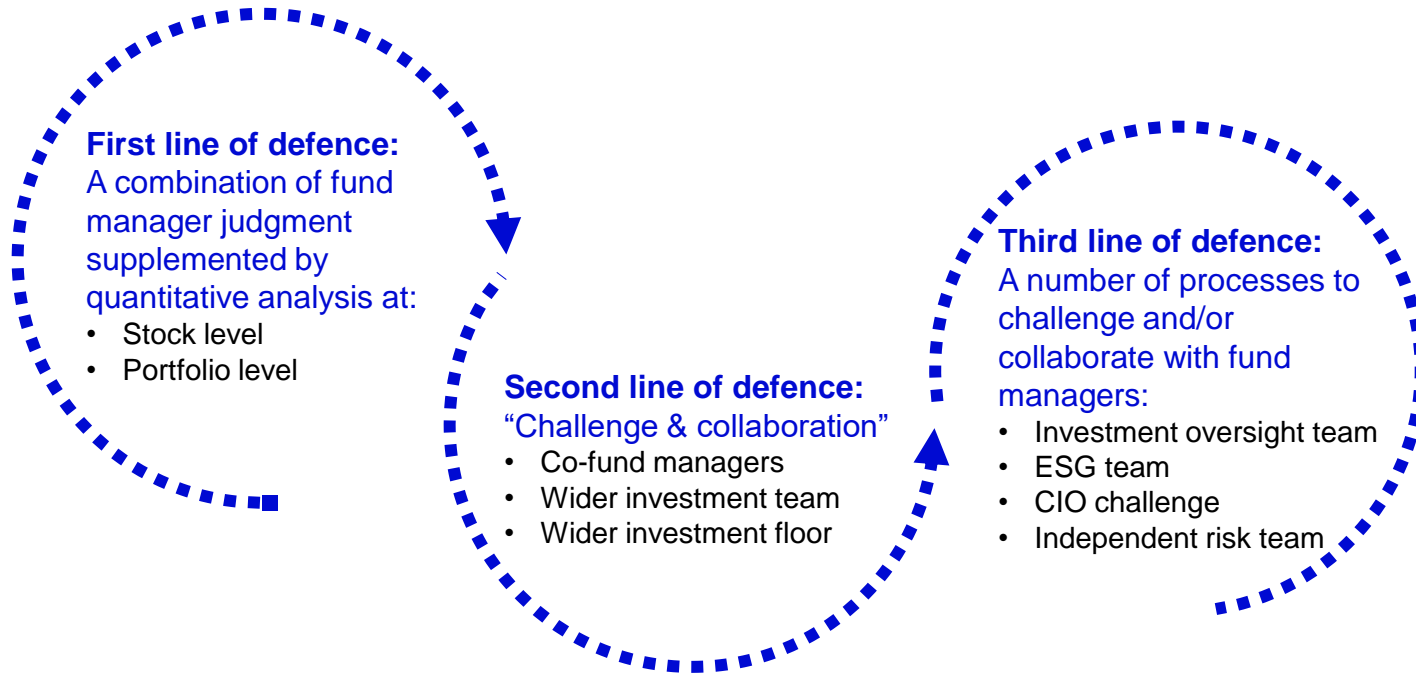 First line of defence:
A combination of fund
manager judgment
supplemented by
quantitative analysis at:
• Stock level
• Portfolio level
Second line of defence:
“Challenge & collaboration”
• Co-fund managers
• Wider investment team
• Wider investment floor
Third line of defence:
A number of processes to
challenge and/or
collaborate with fund
managers:
• Investment oversight team
• ESG team
• CIO challenge
• Independent risk team